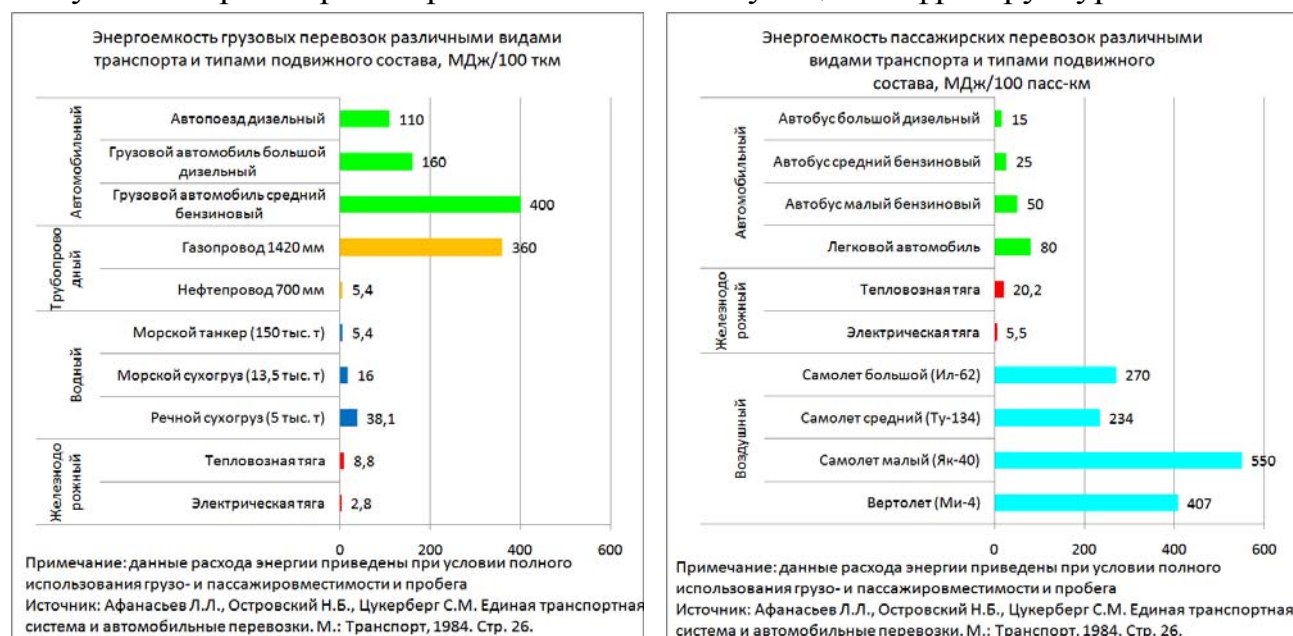 Энергоемкость грузовых перевозок различными видами
транспорта и типами подвижного состава, МДж/100 ткм
Автомобильный
Автопоезд дизельный
110
Грузовой автомобиль большой
дизельный
160
Грузовой автомобиль средний
бензиновый
400
Трубопрово
дный
Газопровод 1420 мм
360
Нефтепровод 700 мм
5,4
Водный
Морской танкер (150 тыс. т)
5,4
Морской сухогруз (13,5 тыс. т)
16
Речной сухогруз (5 тыс. т)
38,1
Железнодо
рожный
Тепловозная тяга
8,8
Электрическая тяга
2,8
0 200 400 600
Примечание: данные расхода энергии приведены при условии полного
использования грузо- и пассажировместимости и пробега
Источник: Афанасьев Л.Л., Островский Н.Б., Цукерберг С.М. Единая транспортная
система и автомобильные перевозки. М.: Транспорт, 1984. Стр. 26.
Энергоемкость пассажирских перевозок различными
видами транспорта и типами подвижного
состава, МДж/100 пасс-км
Автомобильный
Автобус большой дизельный
15
Автобус средний бензиновый
25
Автобус малый бензиновый
50
Легковой автомобиль
80
Железнодо
рожный
Тепловозная тяга
20,2
Электрическая тяга
5,5
Воздушный
Самолет большой (Ил-62)
270
Самолет средний (Ту-134)
234
Самолет малый (Як-40)
550
Вертолет (Ми-4)
407
0 200 400 600
Примечание: данные расхода энергии приведены при условии полного
использования грузо- и пассажировместимости и пробега
Источник: Афанасьев Л.Л., Островский Н.Б., Цукерберг С.М. Единая транспортная
система и автомобильные перевозки. М.: Транспорт, 1984. Стр. 26.